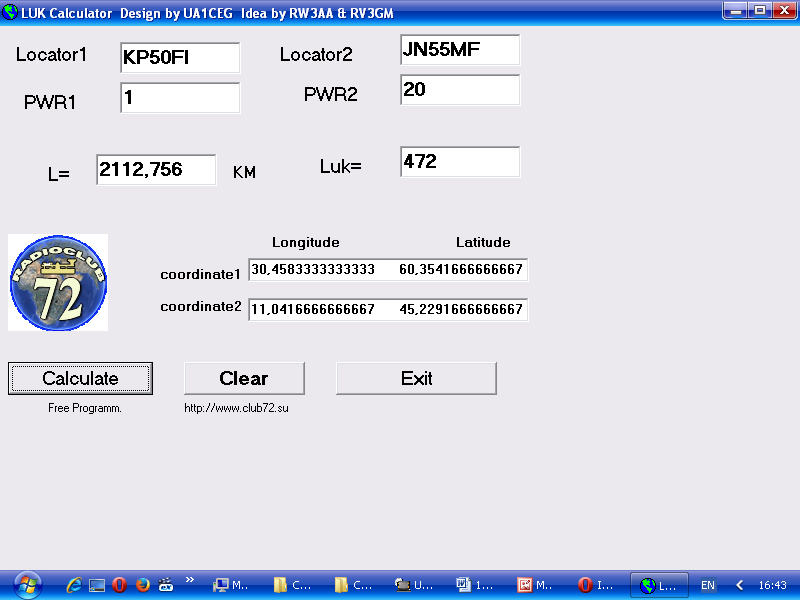 LUK Calculator Design by UA1CEG Idea by RW3AA & RV3GM
Locator1 KP50FI Locator2 JN55MF
PWR1 1 PWR2 20
L= 2112,756 KM Luk= 472
Longitude Latitude
RADIOCLUB
72
coordinate1 30,4583333333333 60,3541666666667
coordinate2 11,0416666666667 45,2291666666667
Calculate Clear Exit
Free Programm. http://www.club72.su
M... C... C... U... 1... M... I... L... EN 16:43